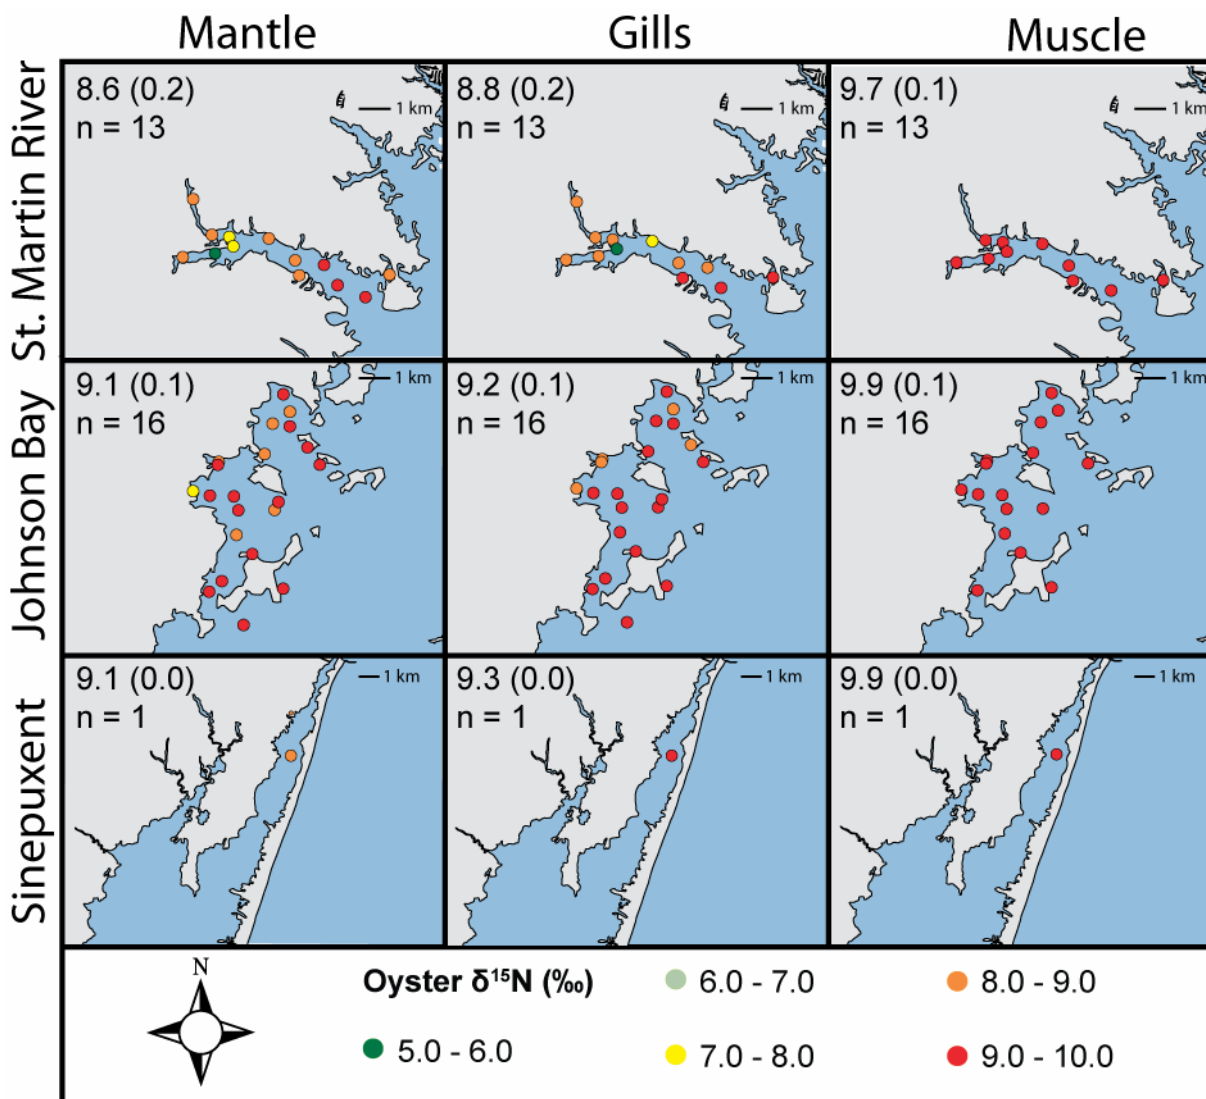 Mantle
Gills
Muscle
St. Martin River
8.6 (0.2)
n = 13
1 km
8.8 (0.2)
n = 13
1 km
9.7 (0.1)
n = 13
1 km
Johnson Bay
9.1 (0.1)
n = 16
1 km
9.2 (0.1)
n = 16
1 km
9.9 (0.1)
n = 16
1 km
Sinepuxent
9.1 (0.0)
n = 1
1 km
9.3 (0.0)
n = 1
1 km
9.9 (0.0)
n = 1
1 km
N
Oyster δ¹⁵N (‰)
6.0 - 7.0
8.0 - 9.0
5.0 - 6.0
7.0 - 8.0
9.0 - 10.0